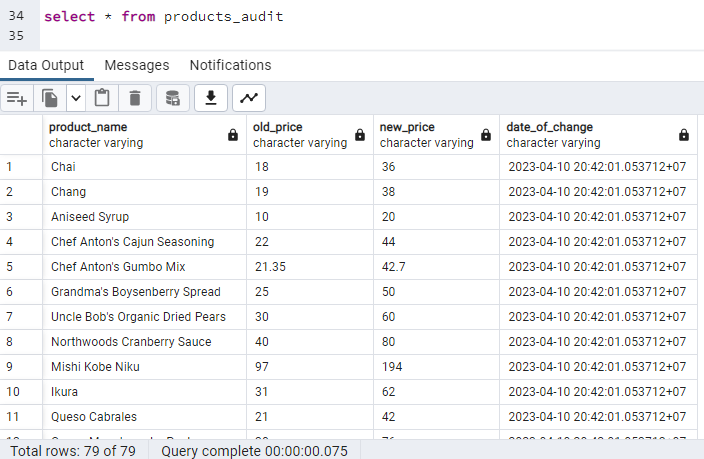 34 select * from products_audit
35
Data Output Messages Notifications
product_name old_price new_price date_of_change
character varying character varying character varying character varying
1 Chai 18 36 2023-04-10 20:42:01.053712+07
2 Chang 19 38 2023-04-10 20:42:01.053712+07
3 Aniseed Syrup 10 20 2023-04-10 20:42:01.053712+07
4 Chef Anton's Cajun Seasoning 22 44 2023-04-10 20:42:01.053712+07
5 Chef Anton's Gumbo Mix 21.35 42.7 2023-04-10 20:42:01.053712+07
6 Grandma's Boysenberry Spread 25 50 2023-04-10 20:42:01.053712+07
7 Uncle Bob's Organic Dried Pears 30 60 2023-04-10 20:42:01.053712+07
8 Northwoods Cranberry Sauce 40 80 2023-04-10 20:42:01.053712+07
9 Mishi Kobe Niku 97 194 2023-04-10 20:42:01.053712+07
10 Ikura 31 62 2023-04-10 20:42:01.053712+07
11 Queso Cabrales 21 42 2023-04-10 20:42:01.053712+07
Total rows: 79 of 79 Query complete 00:00:00.075